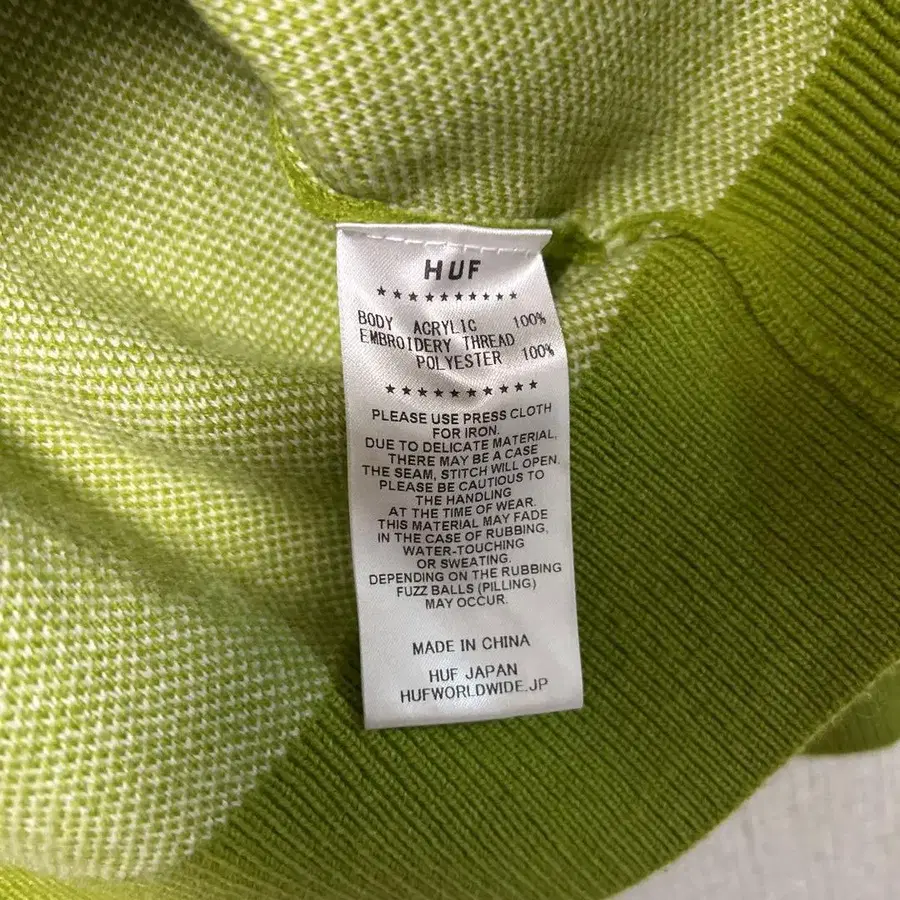 HUF
★★★★★★★★★★
BODY ACRYLIC 100%
EMBROIDERY THREAD
POLYESTER 100%
★★★★★★★★★★
PLEASE USE PRESS CLOTH
FOR IRON.
DUE TO DELICATE MATERIAL,
THERE MAY BE A CASE
THE SEAM, STITCH WILL OPEN.
PLEASE BE CAUTIOUS TO
THE HANDLING
AT THE TIME OF WEAR.
THIS MATERIAL MAY FADE
IN THE CASE OF RUBBING,
WATER-TOUCHING
OR SWEATING.
DEPENDING ON THE RUBBING
FUZZ BALLS (PILLING)
MAY OCCUR.
MADE IN CHINA
HUF JAPAN
HUFWORLDWIDE.JP